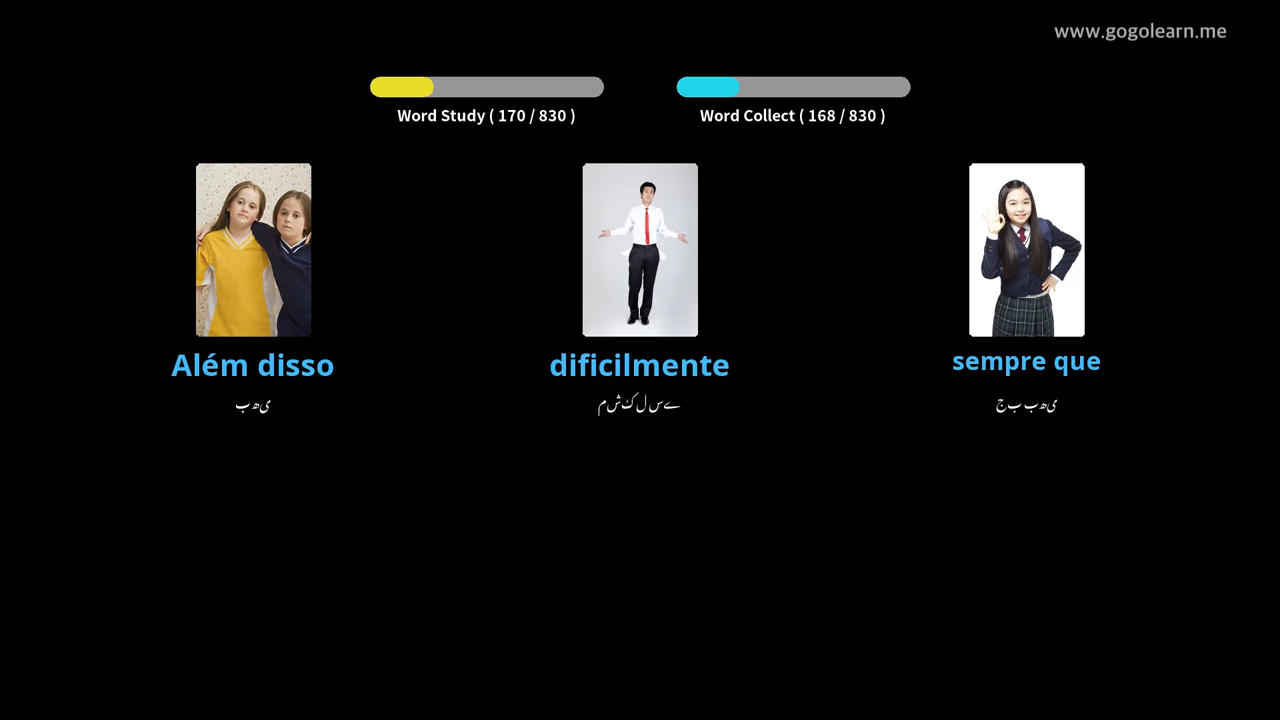 www.gogolearn.me
Word Study ( 170 / 830 )
Word Collect ( 168 / 830 )
Além disso
بھی
dificilmente
مشکل سے
sempre que
جب بھی